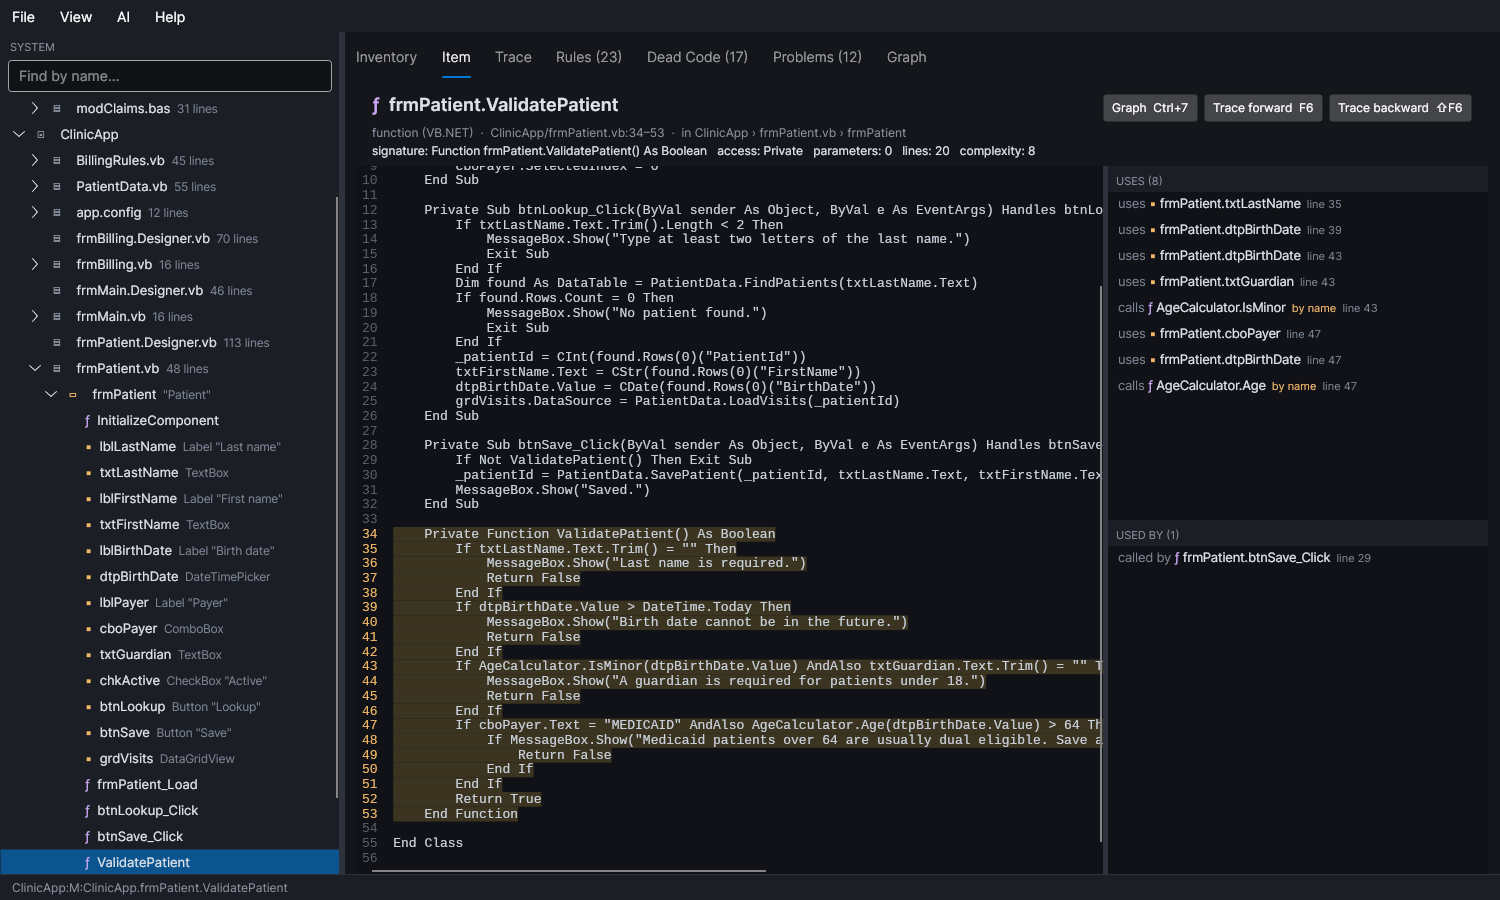 File View AI Help
SYSTEM
Find by name...
modClaims.bas 31 lines
ClinicApp
BillingRules.vb 45 lines
PatientData.vb 55 lines
app.config 12 lines
frmBilling.Designer.vb 70 lines
frmBilling.vb 16 lines
frmMain.Designer.vb 46 lines
frmMain.vb 16 lines
frmPatient.Designer.vb 113 lines
frmPatient.vb 48 lines
frmPatient "Patient"
ƒ InitializeComponent
lblLastName Label "Last name"
txtLastName TextBox
lblFirstName Label "First name"
txtFirstName TextBox
lblBirthDate Label "Birth date"
dtpBirthDate DateTimePicker
lblPayer Label "Payer"
cboPayer ComboBox
txtGuardian TextBox
chkActive CheckBox "Active"
btnLookup Button "Lookup"
btnSave Button "Save"
grdVisits DataGridView
ƒ frmPatient_Load
ƒ btnLookup_Click
ƒ btnSave_Click
ƒ ValidatePatient
Inventory Item Trace Rules (23) Dead Code (17) Problems (12) Graph
ƒ frmPatient.ValidatePatient
Graph Ctrl+7 Trace forward F6 Trace backward ⇧F6
function (VB.NET) · ClinicApp/frmPatient.vb:34–53 · in ClinicApp › frmPatient.vb › frmPatient
signature: Function frmPatient.ValidatePatient() As Boolean access: Private parameters: 0 lines: 20 complexity: 8
9 cboPayer.SelectedIndex = 0
10 End Sub
11
12 Private Sub btnLookup_Click(ByVal sender As Object, ByVal e As EventArgs) Handles btnLo
13 If txtLastName.Text.Trim().Length < 2 Then
14 MessageBox.Show("Type at least two letters of the last name.")
15 Exit Sub
16 End If
17 Dim found As DataTable = PatientData.FindPatients(txtLastName.Text)
18 If found.Rows.Count = 0 Then
19 MessageBox.Show("No patient found.")
20 Exit Sub
21 End If
22 _patientId = CInt(found.Rows(0)("PatientId"))
23 txtFirstName.Text = CStr(found.Rows(0)("FirstName"))
24 dtpBirthDate.Value = CDate(found.Rows(0)("BirthDate"))
25 grdVisits.DataSource = PatientData.LoadVisits(_patientId)
26 End Sub
27
28 Private Sub btnSave_Click(ByVal sender As Object, ByVal e As EventArgs) Handles btnSave
29 If Not ValidatePatient() Then Exit Sub
30 _patientId = PatientData.SavePatient(_patientId, txtLastName.Text, txtFirstName.Tex
31 MessageBox.Show("Saved.")
32 End Sub
33
34 Private Function ValidatePatient() As Boolean
35 If txtLastName.Text.Trim() = "" Then
36 MessageBox.Show("Last name is required.")
37 Return False
38 End If
39 If dtpBirthDate.Value > DateTime.Today Then
40 MessageBox.Show("Birth date cannot be in the future.")
41 Return False
42 End If
43 If AgeCalculator.IsMinor(dtpBirthDate.Value) AndAlso txtGuardian.Text.Trim() = "" T
44 MessageBox.Show("A guardian is required for patients under 18.")
45 Return False
46 End If
47 If cboPayer.Text = "MEDICAID" AndAlso AgeCalculator.Age(dtpBirthDate.Value) > 64 Th
48 If MessageBox.Show("Medicaid patients over 64 are usually dual eligible. Save a
49 Return False
50 End If
51 End If
52 Return True
53 End Function
54
55 End Class
56
USES (8)
uses frmPatient.txtLastName line 35
uses frmPatient.dtpBirthDate line 39
uses frmPatient.dtpBirthDate line 43
uses frmPatient.txtGuardian line 43
calls ƒ AgeCalculator.IsMinor by name line 43
uses frmPatient.cboPayer line 47
uses frmPatient.dtpBirthDate line 47
calls ƒ AgeCalculator.Age by name line 47
USED BY (1)
called by ƒ frmPatient.btnSave_Click line 29
ClinicApp:M:ClinicApp.frmPatient.ValidatePatient